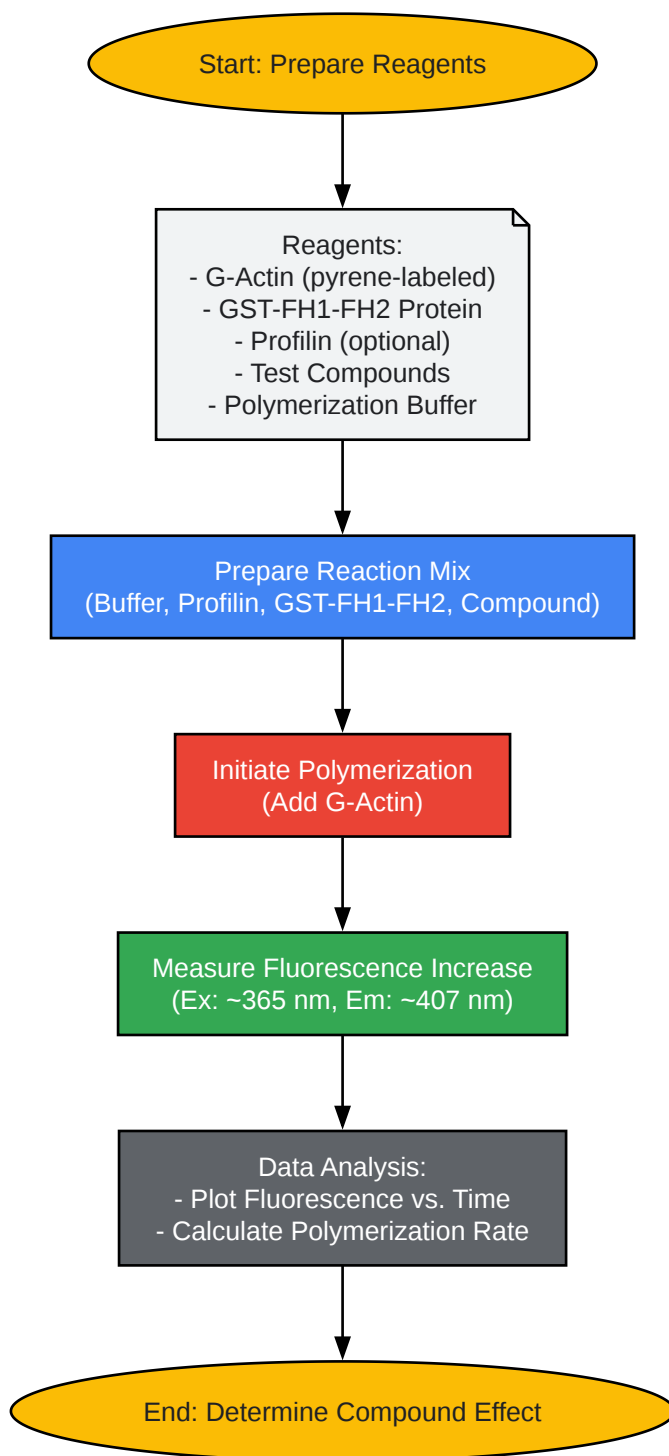 Start: Prepare Reagents
Reagents:
- G-Actin (pyrene-labeled)
- GST-FH1-FH2 Protein
- Profilin (optional)
- Test Compounds
- Polymerization Buffer
Prepare Reaction Mix
(Buffer, Profilin, GST-FH1-FH2, Compound)
Initiate Polymerization
(Add G-Actin)
Measure Fluorescence Increase
(Ex: ~365 nm, Em: ~407 nm)
Data Analysis:
- Plot Fluorescence vs. Time
- Calculate Polymerization Rate
End: Determine Compound Effect